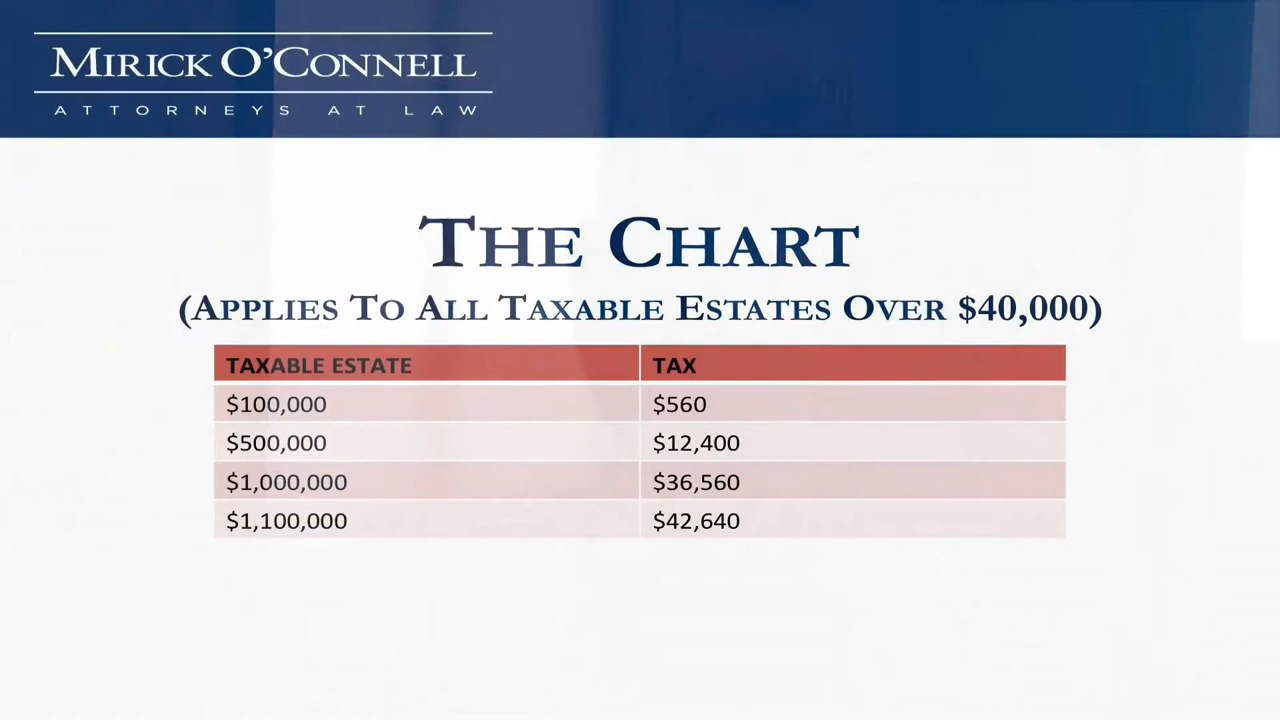 MIRICK O'CONNELL
ATTORNEYS AT LAW
THE CHART
(APPLIES TO ALL TAXABLE ESTATES OVER $40,000)
TAXABLE ESTATE TAX
$100,000 $560
$500,000 $12,400
$1,000,000 $36,560
$1,100,000 $42,640